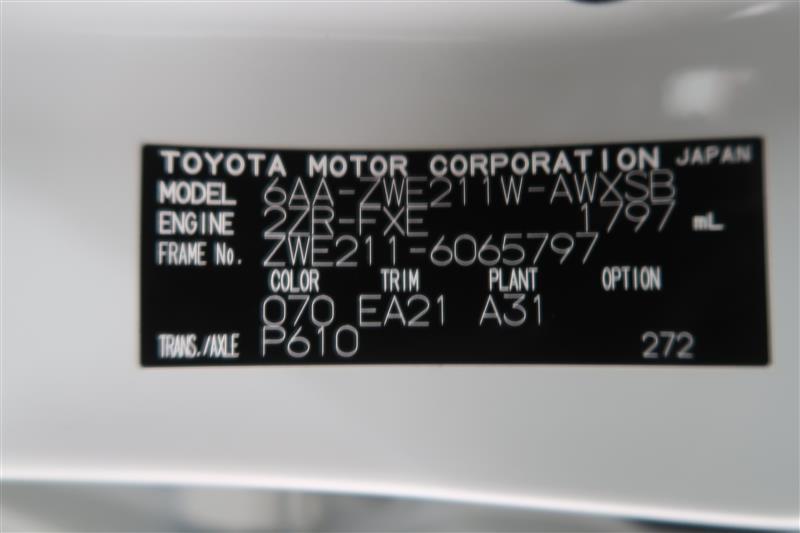 TOYOTA MOTOR CORPORATION JAPAN
MODEL 6AA-ZWE211W-AWXSB
ENGINE 2ZR-FXE 1797 mL
FRAME No. ZWE211-6065797
COLOR TRIM PLANT OPTION
070 EA21 A31
TRANS./AXLE P610 272